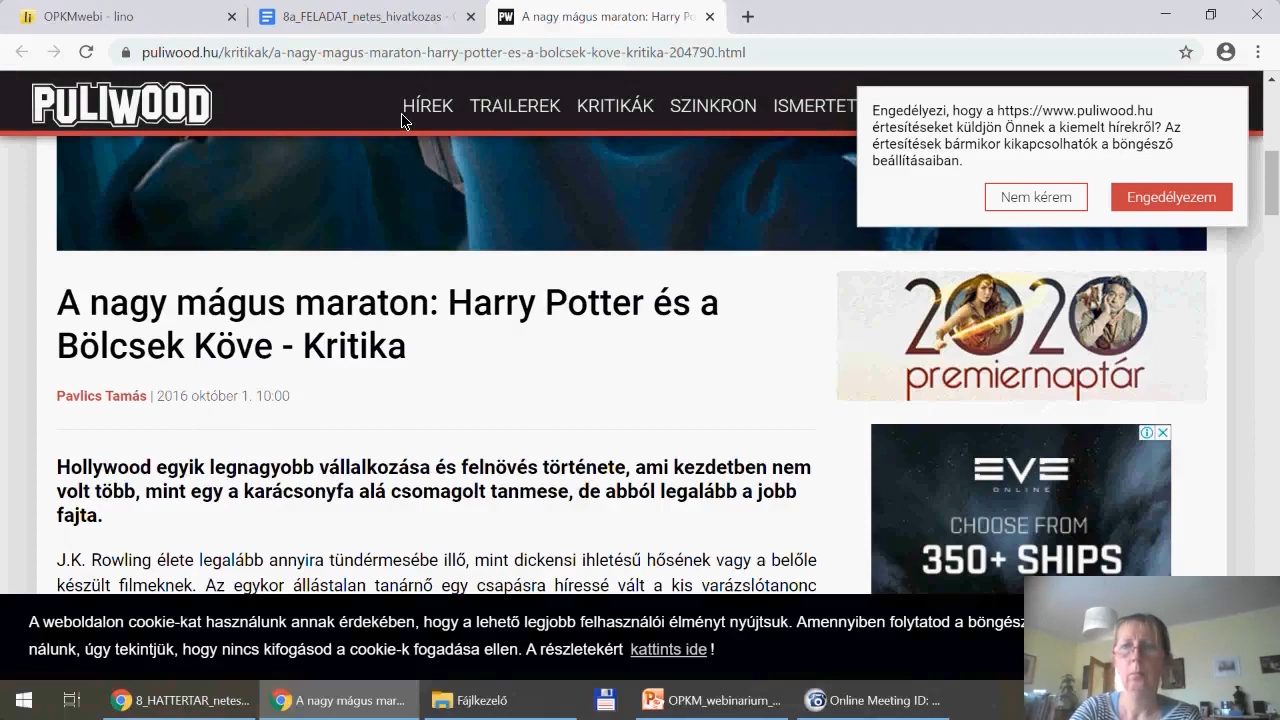 OPKMwebi - lino
8a_FELADAT_netes_hivatkozas - G
A nagy mágus maraton: Harry Po
puliwood.hu/kritikak/a-nagy-magus-maraton-harry-potter-es-a-bolcsek-kove-kritika-204790.html
PULIWOOD
HÍREK TRAILEREK KRITIKÁK SZINKRON ISMERTET
Engedélyezi, hogy a https://www.puliwood.hu
értesítéseket küldjön Önnek a kiemelt hírekről? Az
értesítések bármikor kikapcsolhatók a böngésző
beállításaiban.
Nem kérem
Engedélyezem
A nagy mágus maraton: Harry Potter és a
Bölcsek Köve - Kritika
Pavlics Tamás | 2016 október 1. 10:00
2020
premiernaptár
Hollywood egyik legnagyobb vállalkozása és felnövés története, ami kezdetben nem
volt több, mint egy a karácsonyfa alá csomagolt tanmese, de abból legalább a jobb
fajta.
EVE
ONLINE
CHOOSE FROM
350+ SHIPS
J.K. Rowling élete legalább annyira tündérmesébe illő, mint dickensi ihletésű hősének vagy a belőle
készült filmeknek. Az egykor állástalan tanárnő egy csapásra híressé vált a kis varázslótanonc
A weboldalon cookie-kat használunk annak érdekében, hogy a lehető legjobb felhasználói élményt nyújtsuk. Amennyiben folytatod a böngész
nálunk, úgy tekintjük, hogy nincs kifogásod a cookie-k fogadása ellen. A részletekért kattints ide !
8_HATTERTAR_netes...
A nagy mágus mar...
Fájlkezelő
OPKM_webinarium_...
Online Meeting ID: ...